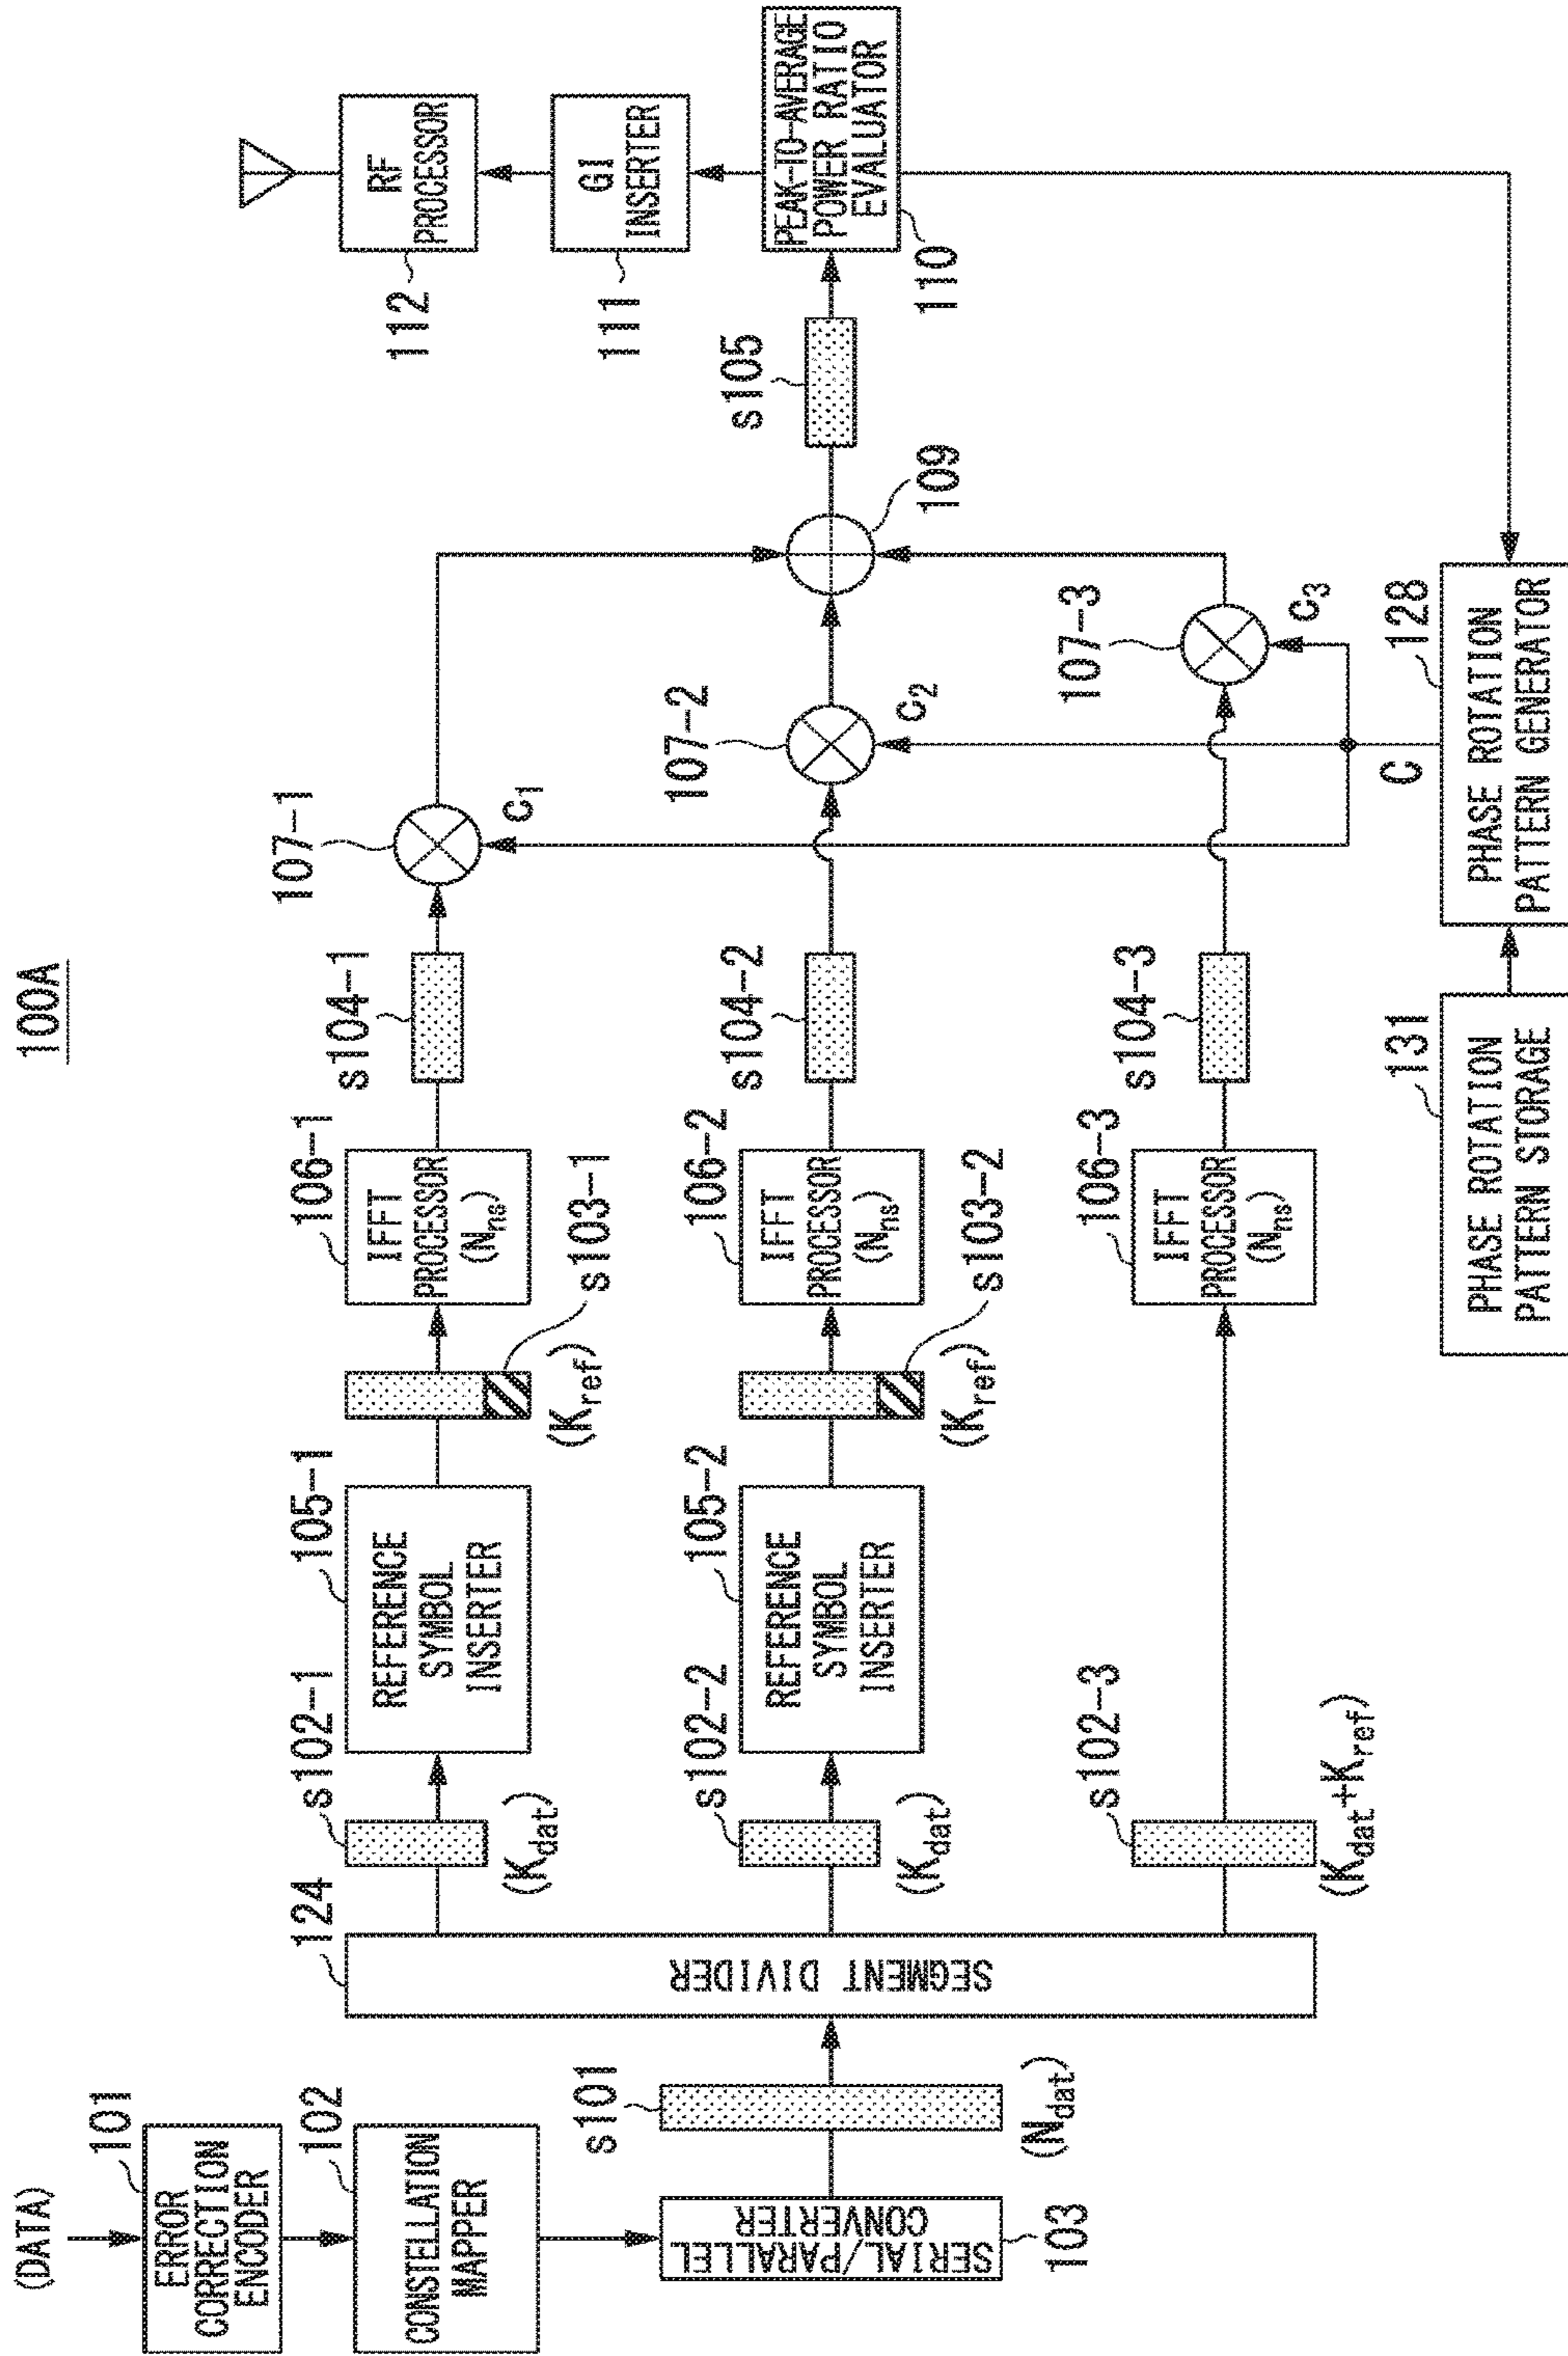 100A
(DATA)
101
ERROR
CORRECTION
ENCODER
102
CONSTELLATION
MAPPER
SERIAL/PARALLEL
CONVERTER
103
s101
(Ndat)
124
SEGMENT DIVIDER
s102-1
(Kdat)
105-1
REFERENCE
SYMBOL
INSERTER
(Kref)
s103-1
106-1
IFFT
PROCESSOR
(Nns)
s104-1
107-1
c1
s102-2
(Kdat)
105-2
REFERENCE
SYMBOL
INSERTER
(Kref)
s103-2
106-2
IFFT
PROCESSOR
(Nns)
s104-2
107-2
c2
s102-3
(Kdat+Kref)
106-3
IFFT
PROCESSOR
(Nns)
s104-3
107-3
c3
109
s105
PEAK-TO-AVERAGE
POWER RATIO
EVALUATOR
110
GI
INSERTER
111
RF
PROCESSOR
112
131
PHASE ROTATION
PATTERN STORAGE
C
128
PHASE ROTATION
PATTERN GENERATOR